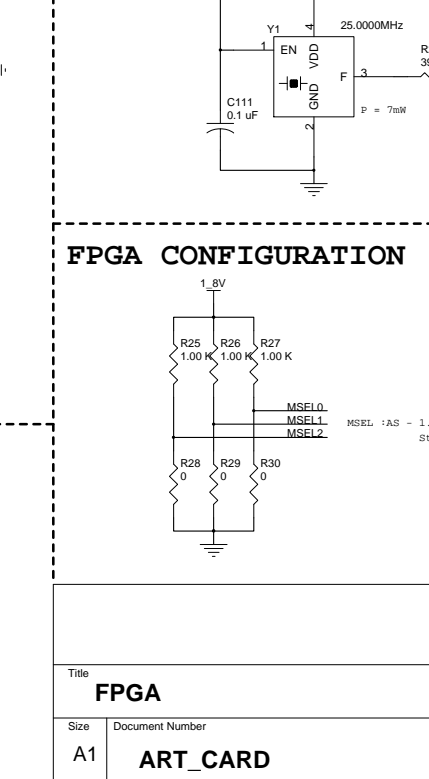 Y1
25.0000MHz
4
1
EN
VDD
GND
F
3
2
P = 7mW
C111
0.1 uF
FPGA CONFIGURATION
1_8V
R25
1.00 K
R26
1.00 K
R27
1.00 K
MSEL0
MSEL1
MSEL2
MSEL :AS - 1.
R28
0
R29
0
R30
0
Title
FPGA
Size
A1
Document Number
ART_CARD